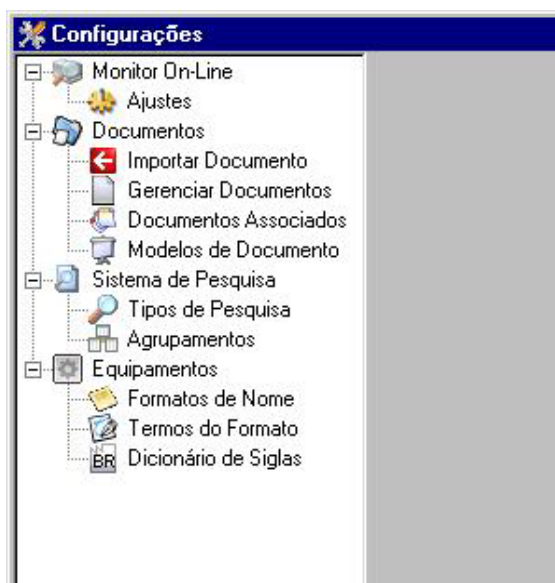 Configurações
Monitor On-Line
Ajustes
Documentos
Importar Documento
Gerenciar Documentos
Documentos Associados
Modelos de Documento
Sistema de Pesquisa
Tipos de Pesquisa
Agrupamentos
Equipamentos
Formatos de Nome
Termos do Formato
BR Dicionário de Siglas